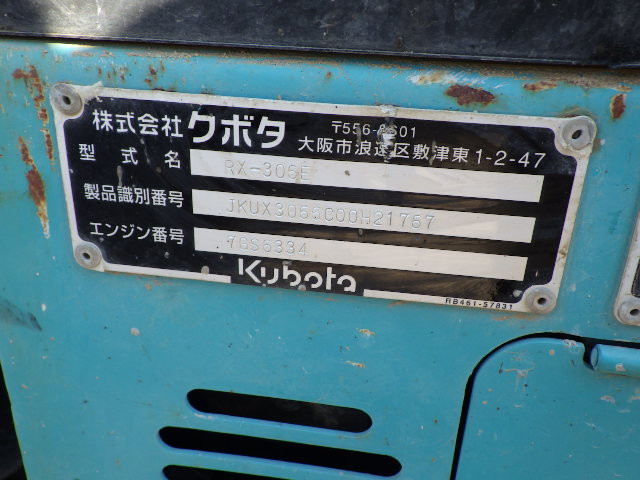 株式会社 クボタ 〒556-8601
大阪市浪速区敷津東1-2-47
型式名 RX-306E
製品識別番号
エンジン番号 7GS6334
Kubota
RB461-57831